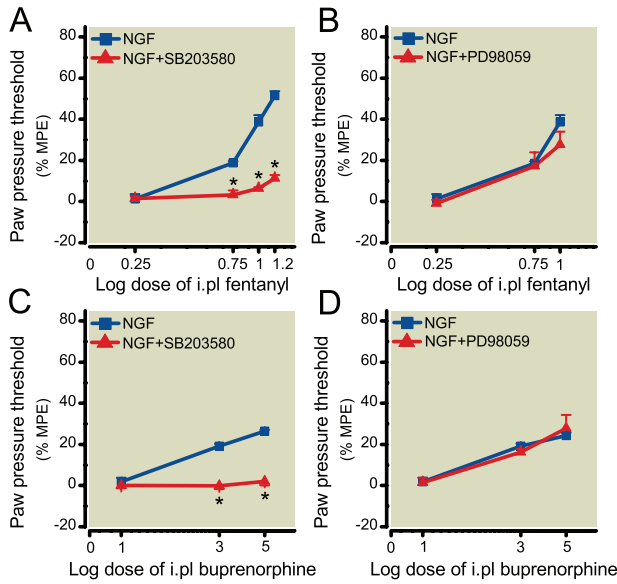 A
NGF
NGF+SB203580
Paw pressure threshold
(% MPE)
80
60
40
20
0
-20
*
*
*
0
0.25
0.75
1
1.2
Log dose of i.pl fentanyl
B
NGF
NGF+PD98059
Paw pressure threshold
(% MPE)
80
60
40
20
0
-20
0
0.25
0.75
1
Log dose of i.pl fentanyl
C
NGF
NGF+SB203580
Paw pressure threshold
(% MPE)
80
60
40
20
0
-20
*
*
0
1
3
5
Log dose of i.pl buprenorphine
D
NGF
NGF+PD98059
Paw pressure threshold
(% MPE)
80
60
40
20
0
-20
0
1
3
5
Log dose of i.pl buprenorphine